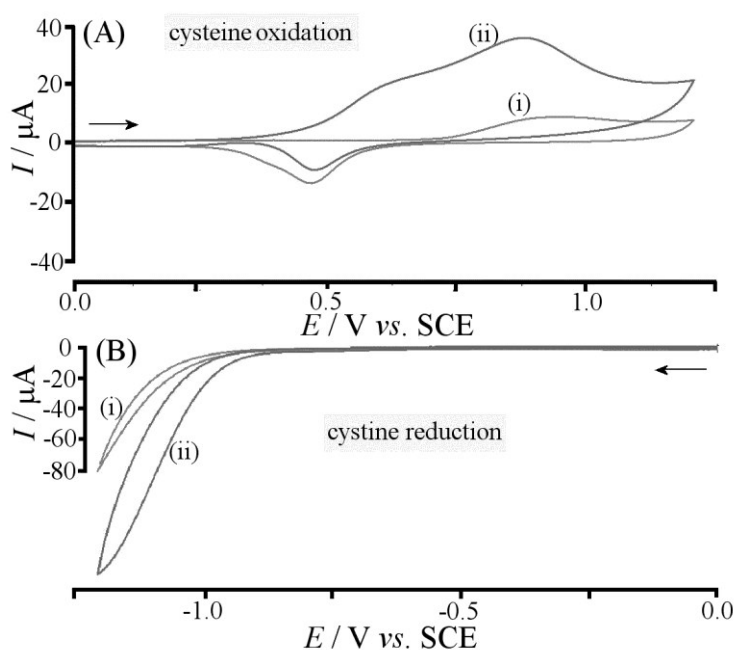 (A)
cysteine oxidation
40
20
0
-20
-40
I / μA
(ii)
(i)
0.0 0.5 1.0
E / V vs. SCE
(B)
0
-20
-40
-60
-80
I / μA
(i)
(ii)
cystine reduction
-1.0 -0.5 0.0
E / V vs. SCE